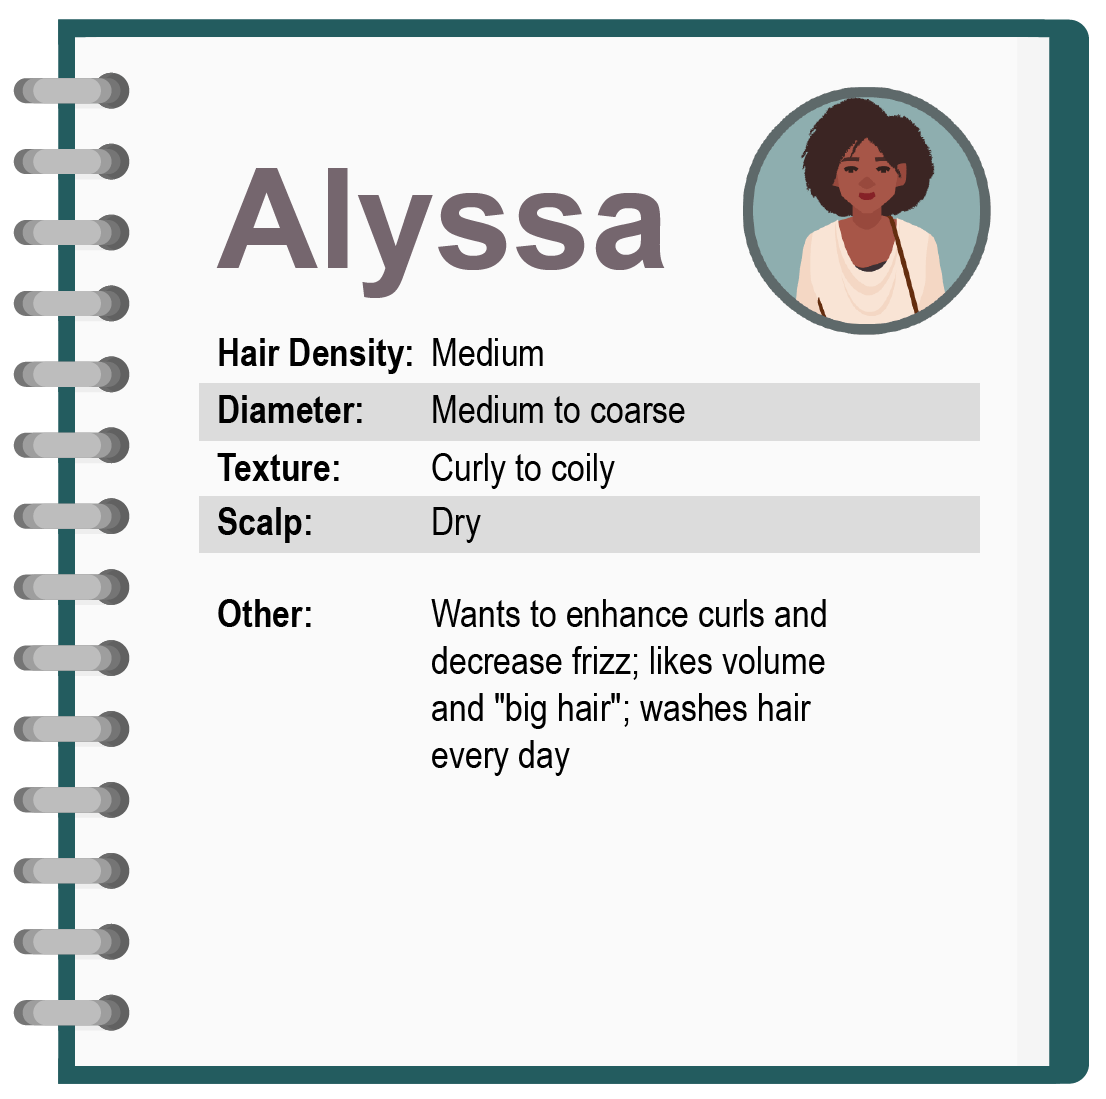 Alyssa
Hair Density: Medium
Diameter: Medium to coarse
Texture: Curly to coily
Scalp: Dry
Other: Wants to enhance curls and
decrease frizz; likes volume
and "big hair"; washes hair
every day